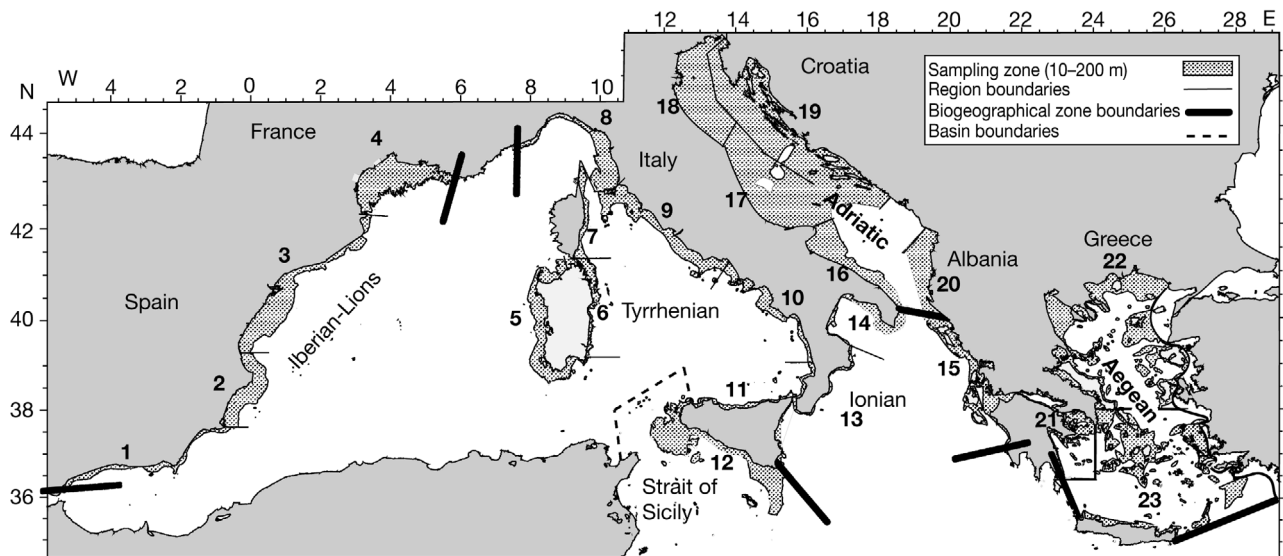 12 14 16 18 20 22 24 26 28 E
W
4 2 0 2 4 6 8 10
N
44
42
40
38
36
Sampling zone (10–200 m)
Region boundaries
Biogeographical zone boundaries
Basin boundaries
Croatia
France
Italy
Spain
Albania
Greece
Adriatic
Iberian-Lions
Tyrrhenian
Aegean
Ionian
Strait of
Sicily
1
2
3
4
5
6
7
8
9
10
11
12
13
14
15
16
17
18
19
20
21
22
23